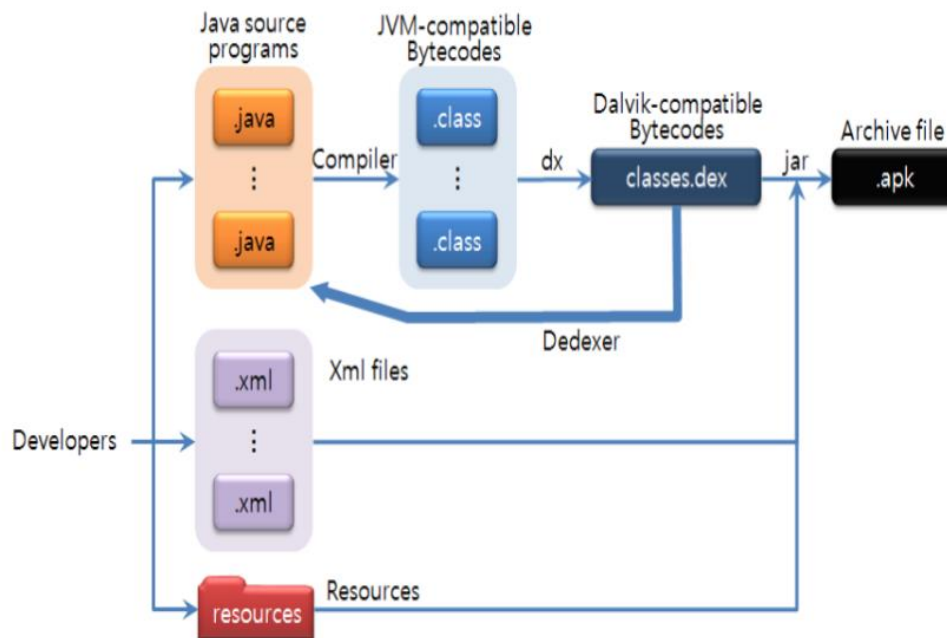 Java source
programs
.java
.java
Compiler
JVM-compatible
Bytecodes
.class
.class
dx
Dalvik-compatible
Bytecodes
classes.dex
jar
Archive file
.apk
Dedexer
Developers
.xml
.xml
Xml files
resources
Resources